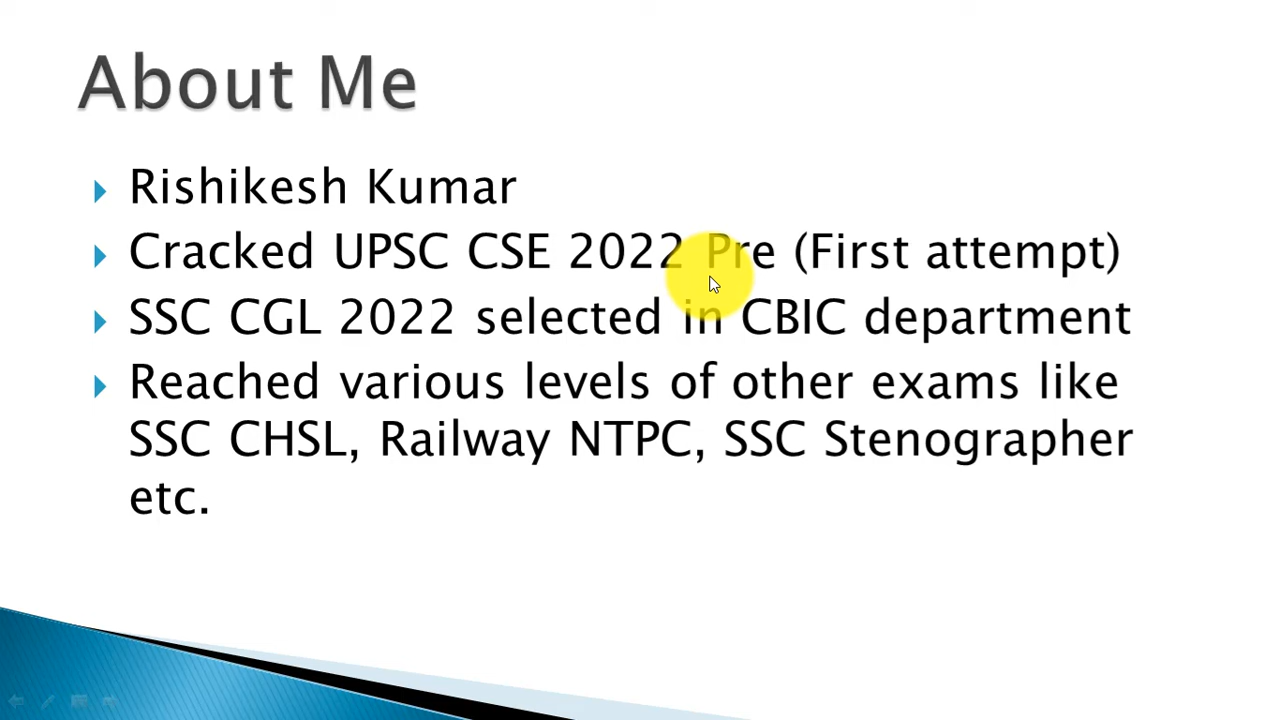 About Me
Rishikesh Kumar
Cracked UPSC CSE 2022 Pre (First attempt)
SSC CGL 2022 selected in CBIC department
Reached various levels of other exams like
SSC CHSL, Railway NTPC, SSC Stenographer
etc.